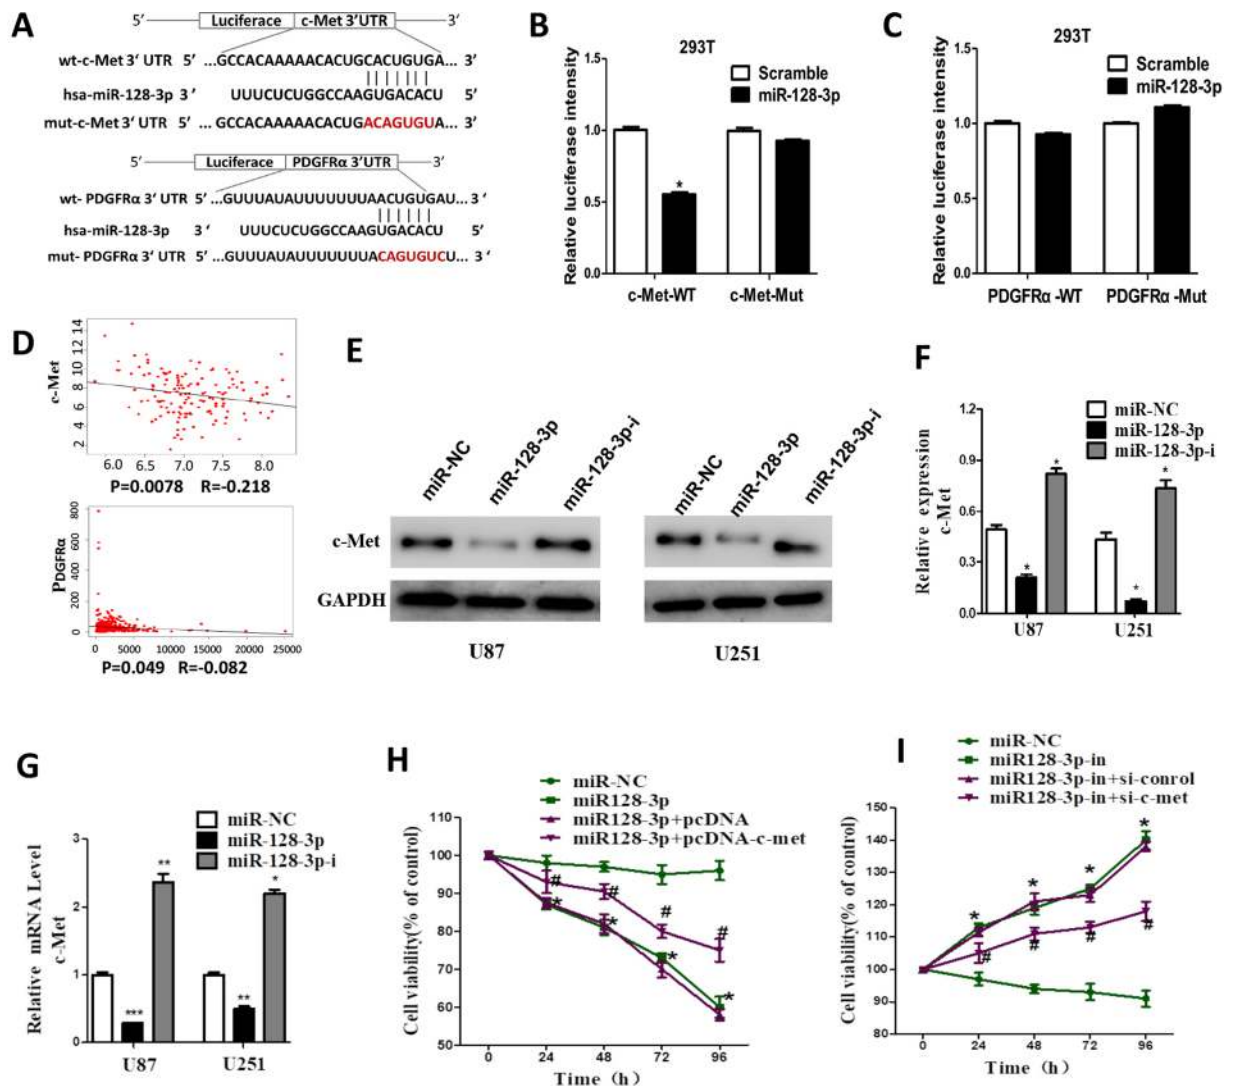 A
5′ Luciferace c-Met 3′UTR 3′
wt-c-Met 3′ UTR 5′ ...GCCACAAAAACACUGCACUGUGA... 3′
hsa-miR-128-3p 3′ UUUCUCUGGCCAAGUGACACU 5′
mut-c-Met 3′ UTR 5′ ...GCCACAAAAACACUGACAGUGUA... 3′
5′ Luciferace PDGFRα 3′UTR 3′
wt- PDGFRα 3′ UTR 5′ ...GUUUAUAUUUUUUUAACUGUGAU... 3′
hsa-miR-128-3p 3′ UUUCUCUGGCCAAGUGACACU 5′
mut- PDGFRα 3′ UTR 5′ ...GUUUAUAUUUUUUUACAGUGUCU... 3′
B
293T
Scramble
miR-128-3p
Relative luciferase intensity
1.5
1.0
*
0.5
0.0
c-Met-WT c-Met-Mut
C
293T
Scramble
miR-128-3p
Relative luciferase intensity
1.5
1.0
0.5
0.0
PDGFRα -WT PDGFRα -Mut
D
c-Met
2 4 6 8 10 12 14
6.0 6.5 7.0 7.5 8.0
P=0.0078 R=-0.218
PDGFRα
0 200 400 600 800
0 5000 10000 15000 20000 25000
P=0.049 R=-0.082
E
miR-NC miR-128-3p miR-128-3p-i miR-NC miR-128-3p miR-128-3p-i
c-Met
GAPDH
U87 U251
F
miR-NC
miR-128-3p
miR-128-3p-i
Relative expression
c-Met
1.2
0.9
0.6
0.3
0.0
* * * *
U87 U251
G
miR-NC
miR-128-3p
miR-128-3p-i
Relative mRNA Level
c-Met
3
2
1
0
*** ** ** *
U87 U251
H
miR-NC
miR128-3p
miR128-3p+pcDNA
miR128-3p+pcDNA-c-met
Cell viability(% of control)
110
100
90
80
70
60
50
# # # #
* * * *
0 24 48 72 96
Time (h)
I
miR-NC
miR128-3p-in
miR128-3p-in+si-conrol
miR128-3p-in+si-c-met
Cell viability(% of control)
150
140
130
120
110
100
90
80
* * * *
# # # #
0 24 48 72 96
Time (h)